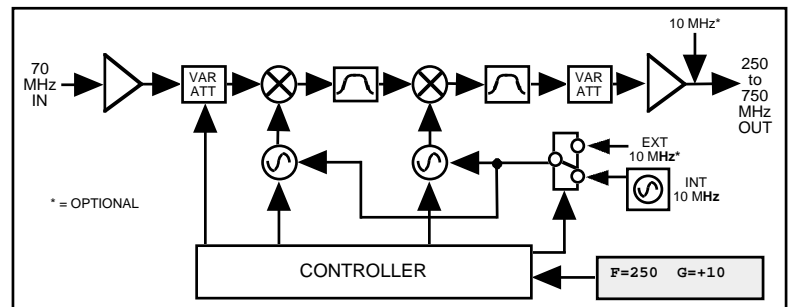 10 MHz*
70
MHz
IN
VAR
ATT
VAR
ATT
250
to
750
MHz
OUT
EXT
10 MHz*
INT
10 MHz
* = OPTIONAL
CONTROLLER
F=250 G=+10